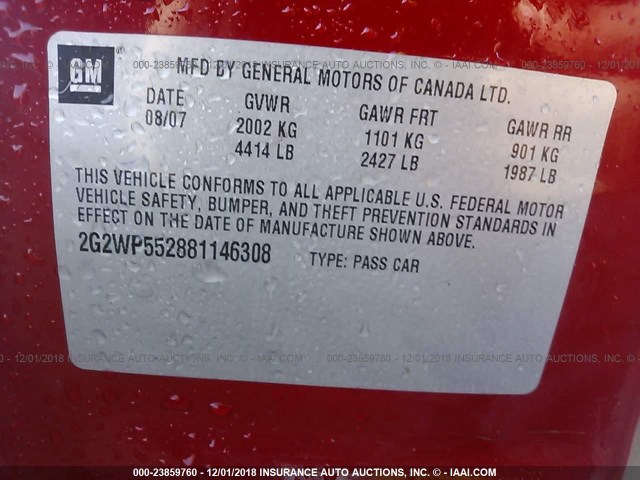 GM
MFD BY GENERAL MOTORS OF CANADA LTD.
DATE GVWR GAWR FRT GAWR RR
08/07 2002 KG 1101 KG 901 KG
4414 LB 2427 LB 1987 LB
THIS VEHICLE CONFORMS TO ALL APPLICABLE U.S. FEDERAL MOTOR
VEHICLE SAFETY, BUMPER, AND THEFT PREVENTION STANDARDS IN
EFFECT ON THE DATE OF MANUFACTURE SHOWN ABOVE.
2G2WP552881146308 TYPE: PASS CAR
000-23859760 - 12/01/2018 INSURANCE AUTO AUCTIONS, INC. - IAAI.COM